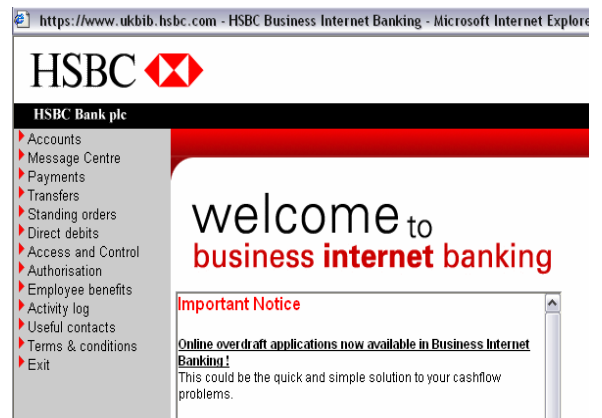 https://www.ukbib.hsbc.com - HSBC Business Internet Banking - Microsoft Internet Explore
HSBC
HSBC Bank plc
Accounts
Message Centre
Payments
Transfers
Standing orders
Direct debits
Access and Control
Authorisation
Employee benefits
Activity log
Useful contacts
Terms & conditions
Exit
welcome to
business internet banking
Important Notice
Online overdraft applications now available in Business Internet
Banking!
This could be the quick and simple solution to your cashflow
problems.